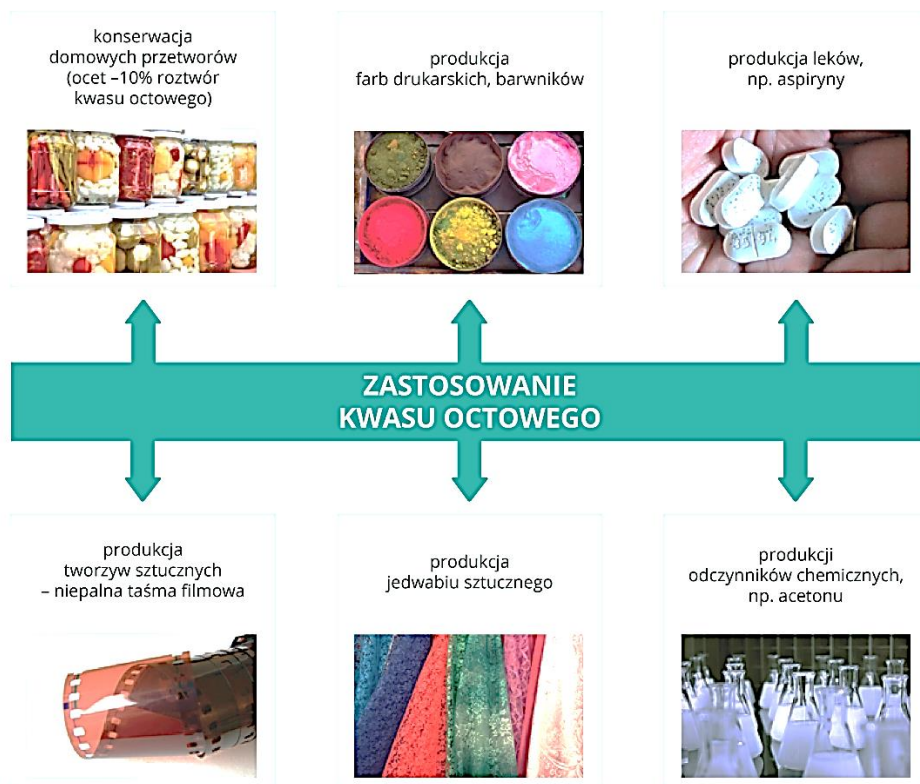 konserwacja
domowych przetworów
(ocet –10% roztwór
kwasu octowego)
produkcja
farb drukarskich, barwników
produkcja leków,
np. aspiryny
ZASTOSOWANIE
KWASU OCTOWEGO
produkcja
tworzyw sztucznych
– niepalna taśma filmowa
produkcja
jedwabiu sztucznego
produkcji
odczynników chemicznych,
np. acetonu